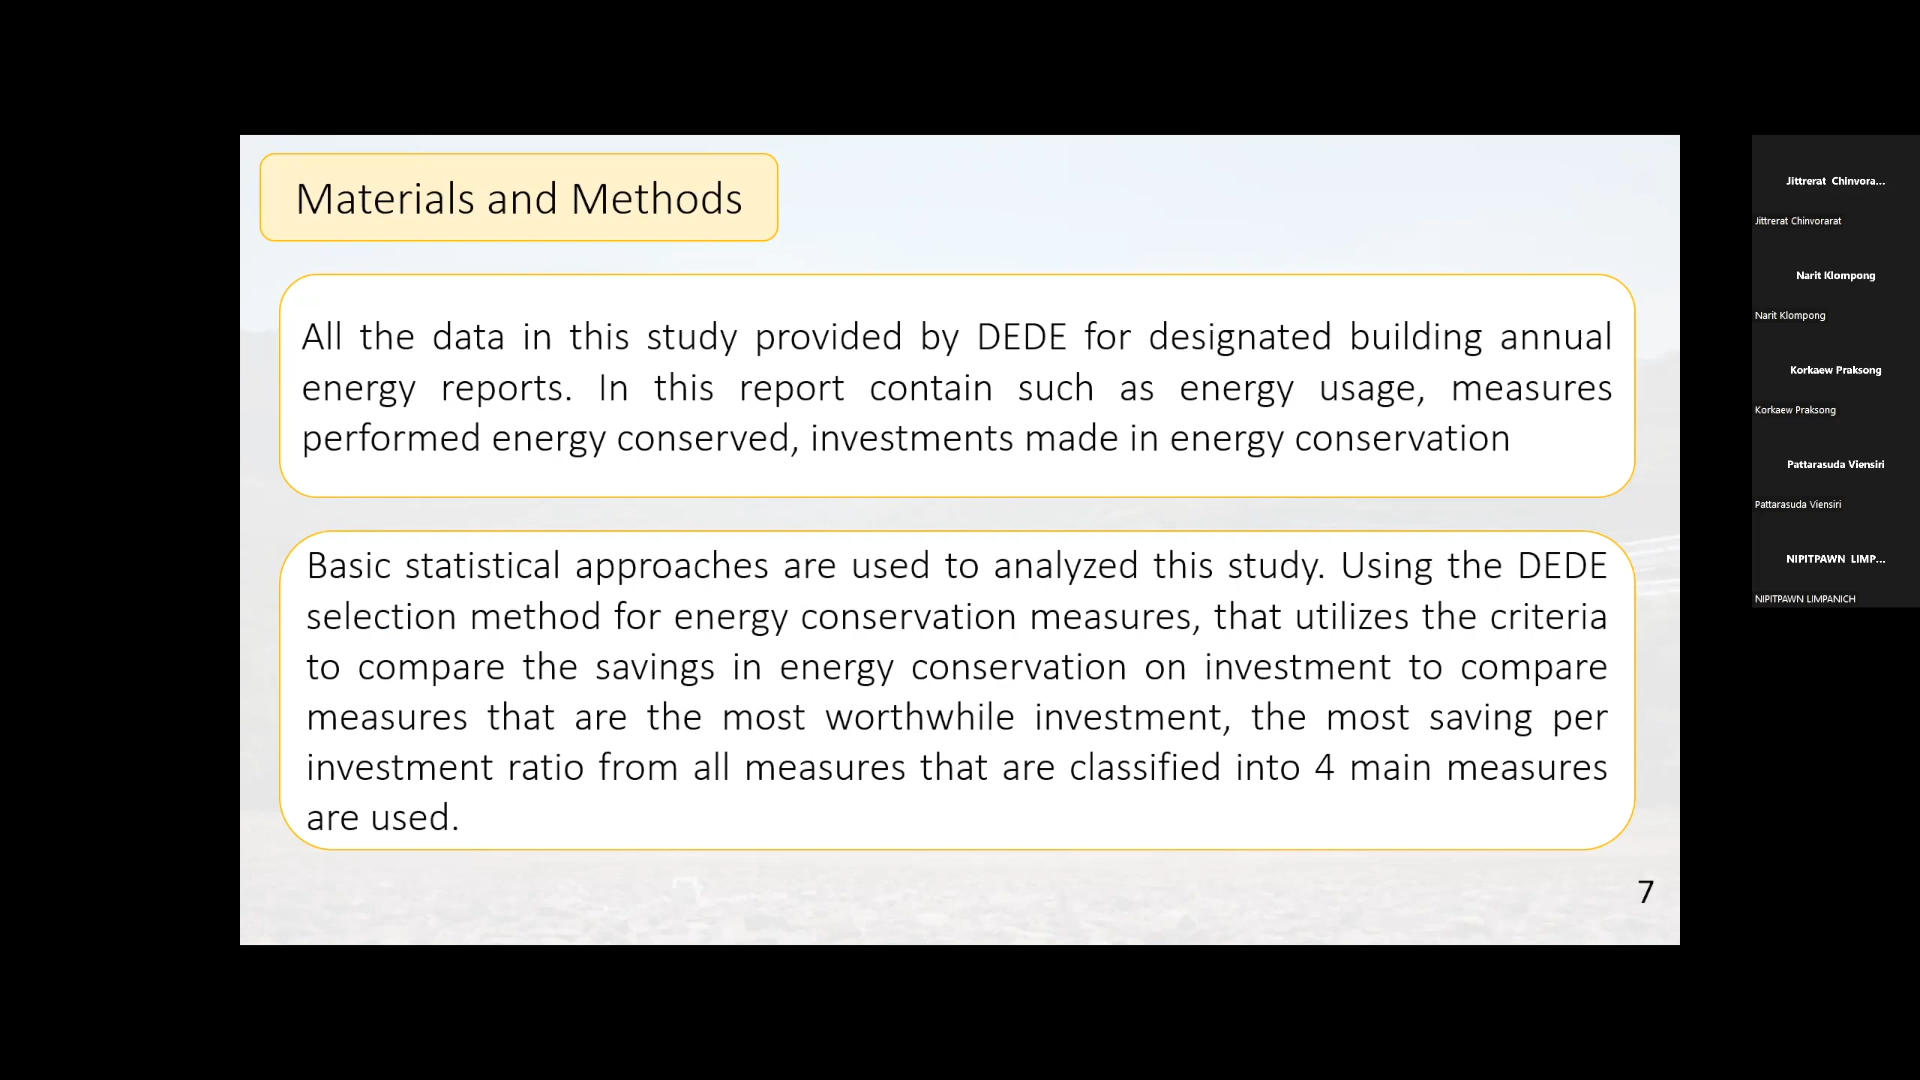 Materials and Methods
All the data in this study provided by DEDE for designated building annual
energy reports. In this report contain such as energy usage, measures
performed energy conserved, investments made in energy conservation
Basic statistical approaches are used to analyzed this study. Using the DEDE
selection method for energy conservation measures, that utilizes the criteria
to compare the savings in energy conservation on investment to compare
measures that are the most worthwhile investment, the most saving per
investment ratio from all measures that are classified into 4 main measures
are used.
7
Jittrerat Chinvora...
Jittrerat Chinvorarat
Narit Klompong
Narit Klompong
Korkaew Praksong
Korkaew Praksong
Pattarasuda Viensiri
Pattarasuda Viensiri
NIPITPAWN LIMP...
NIPITPAWN LIMPANICH